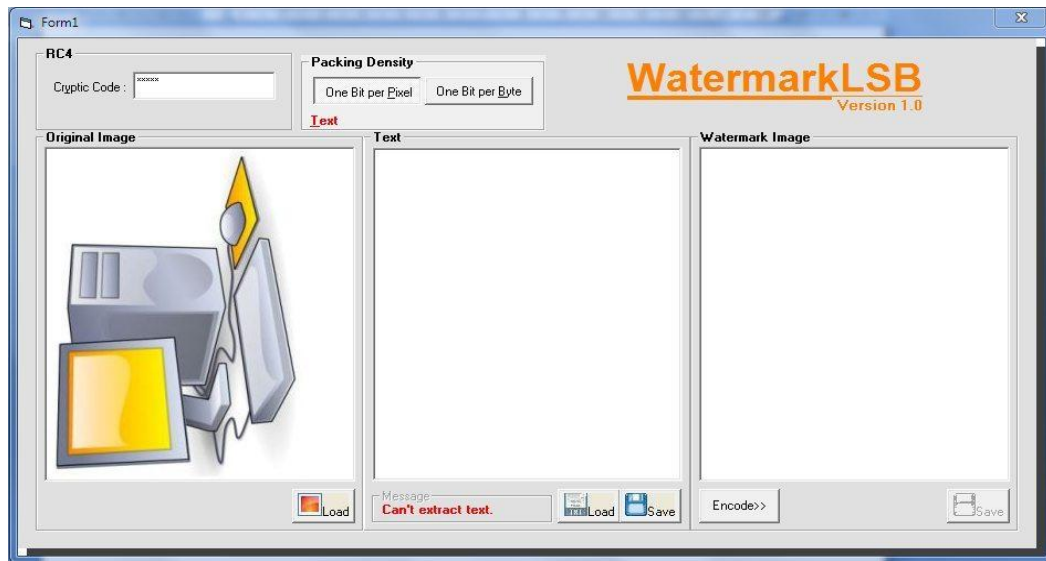 Form1
RC4
Cryptic Code :
xxxxx
Packing Density
One Bit per Pixel
One Bit per Byte
Text
WatermarkLSB
Version 1.0
Original Image
Text
Watermark Image
Load
Message
Can't extract text.
Load
Save
Encode>>
Save